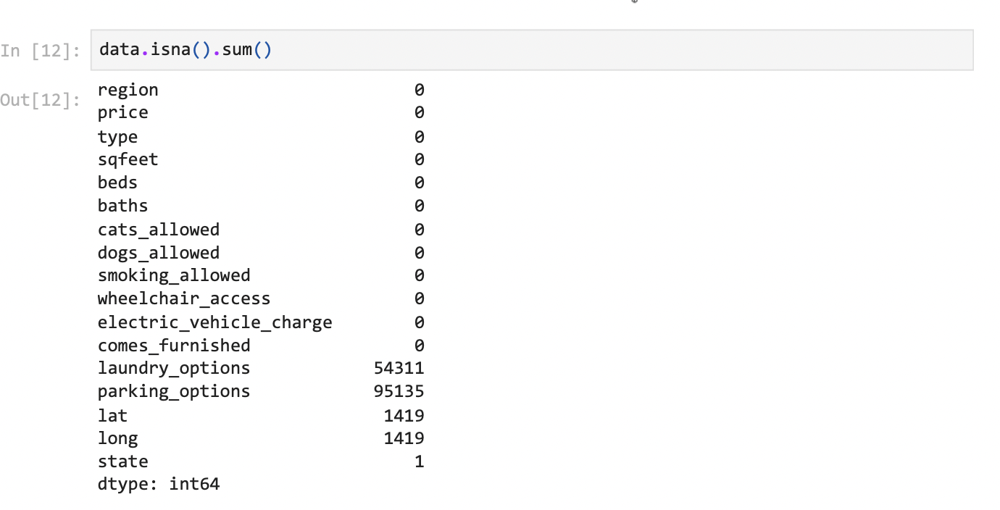 In [12]: data.isna().sum()
Out[12]:
region 0
price 0
type 0
sqfeet 0
beds 0
baths 0
cats_allowed 0
dogs_allowed 0
smoking_allowed 0
wheelchair_access 0
electric_vehicle_charge 0
comes_furnished 0
laundry_options 54311
parking_options 95135
lat 1419
long 1419
state 1
dtype: int64